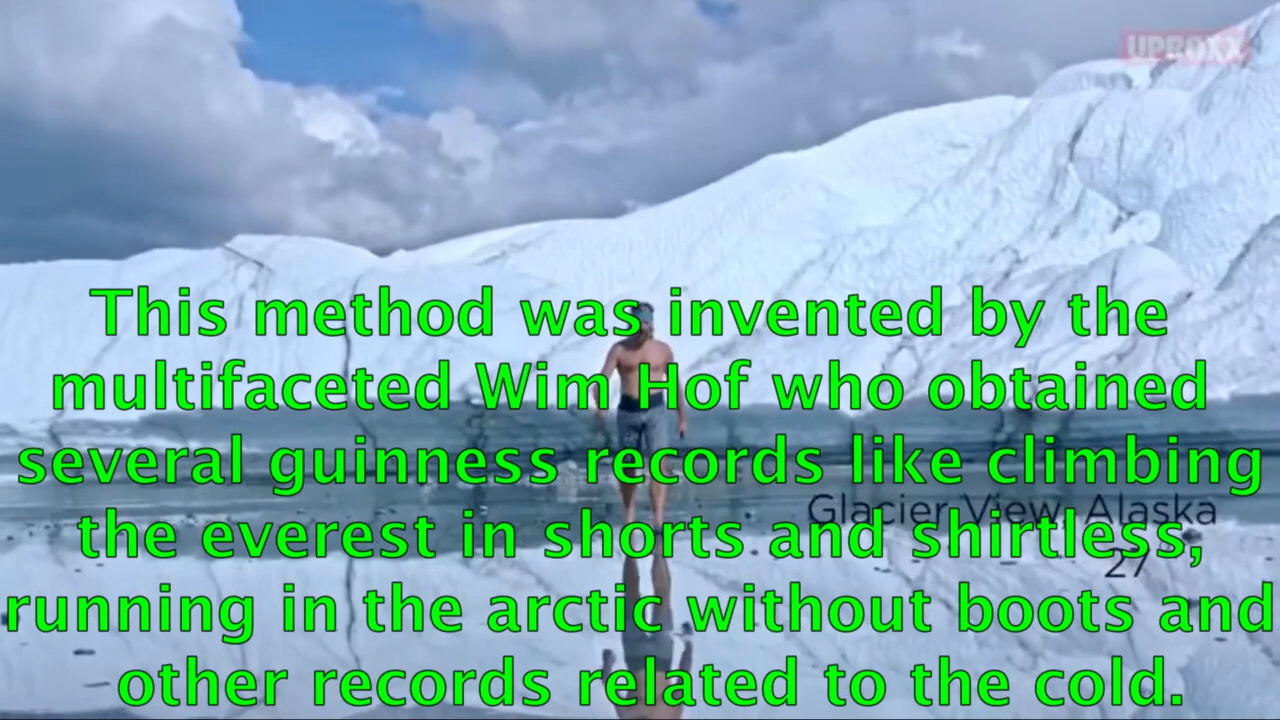 UPROXX
This method was invented by the
multifaceted Wim Hof who obtained
several guinness records like climbing
Glacier View, Alaska
the everest in shorts and shirtless,
27
running in the arctic without boots and
other records related to the cold.